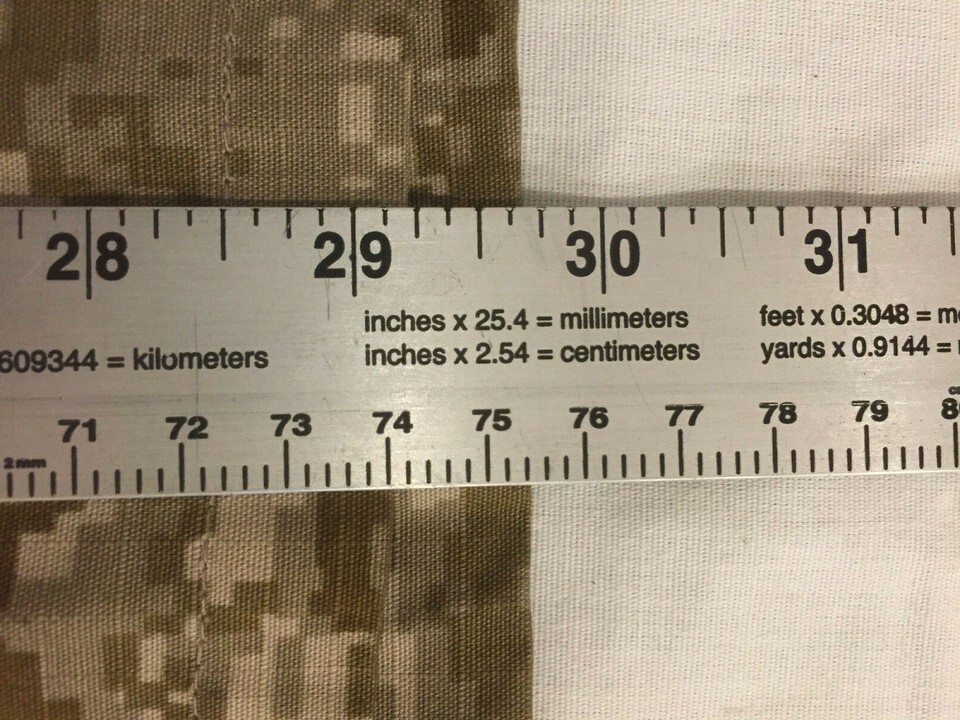 28 29 30 31
inches x 25.4 = millimeters feet x 0.3048 =
609344 = kilometers inches x 2.54 = centimeters yards x 0.9144 =
71 72 73 74 75 76 77 78 79
2mm